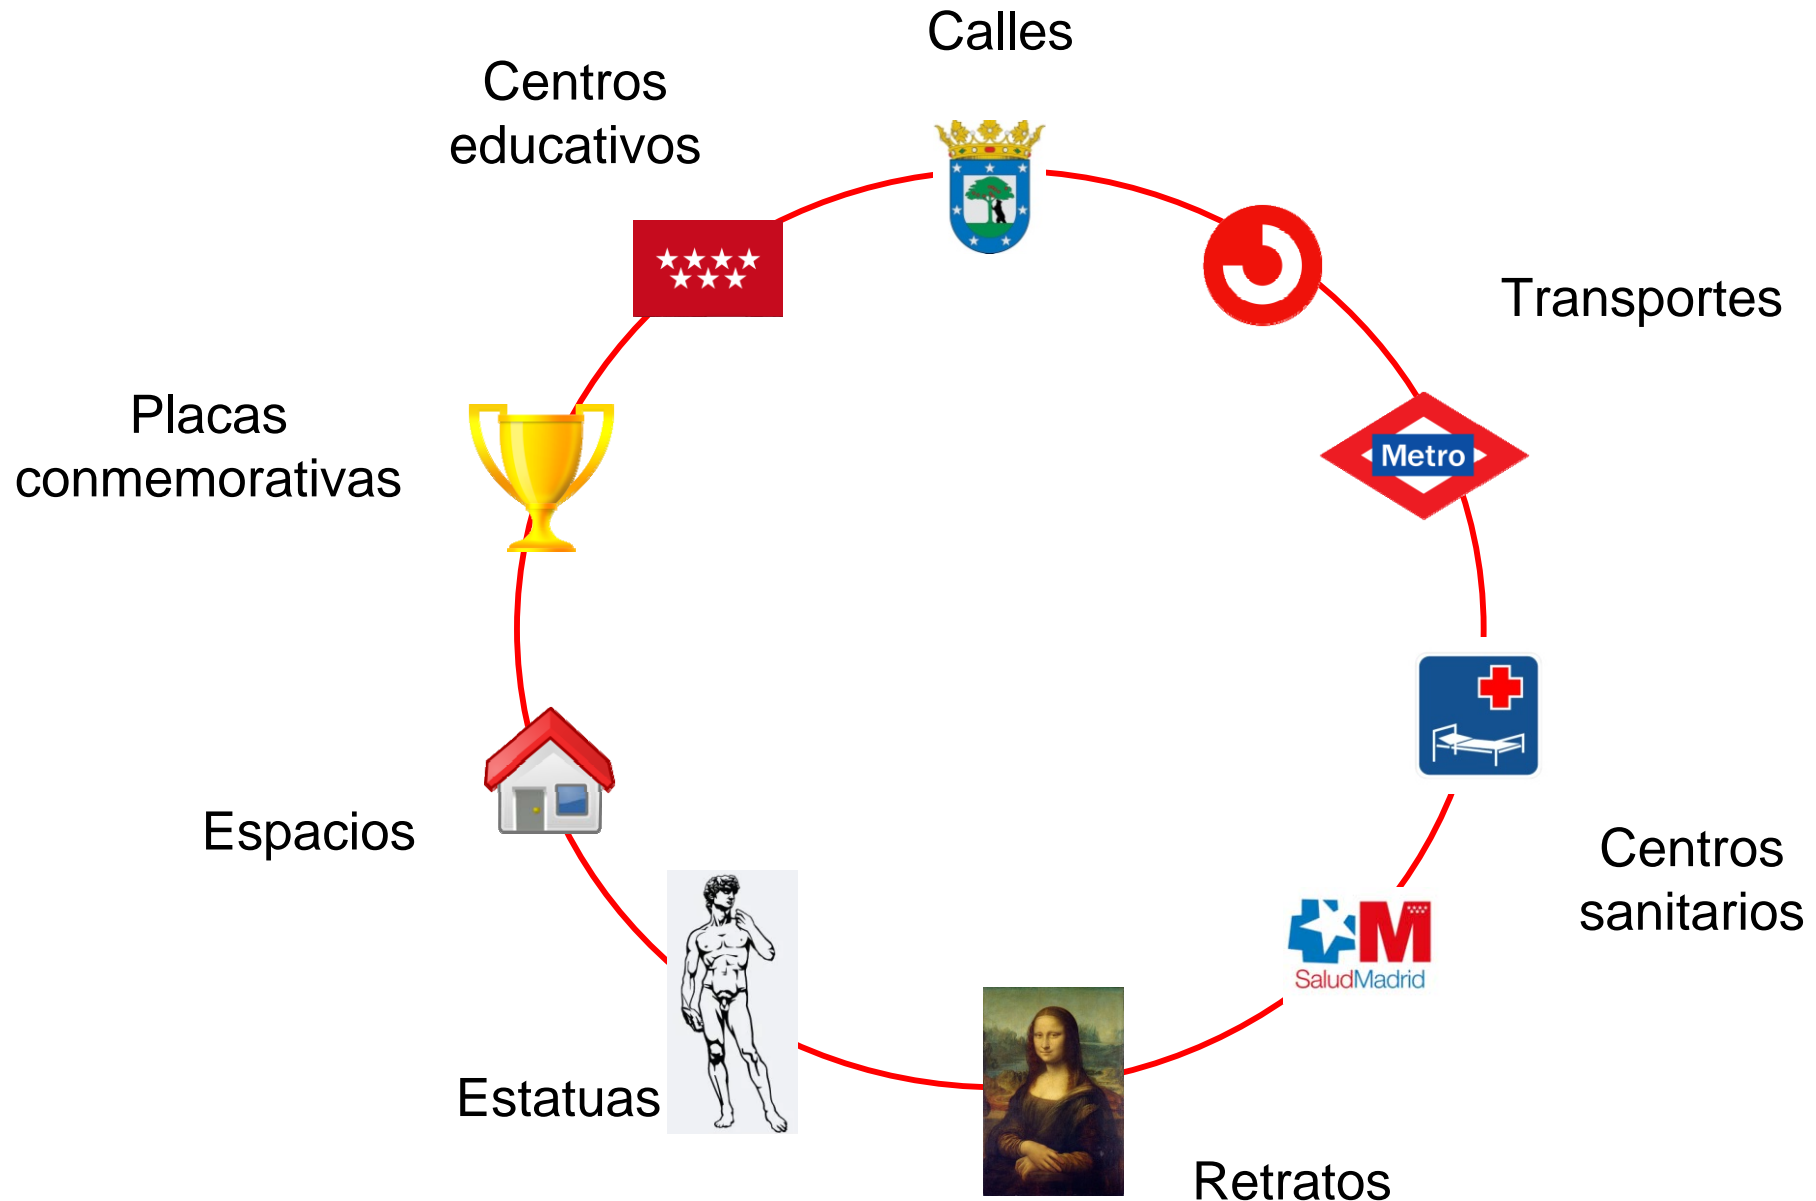 Calles
Centros
educativos
Transportes
Placas
conmemorativas
Metro
Espacios
Centros
sanitarios
SaludMadrid
Estatuas
Retratos